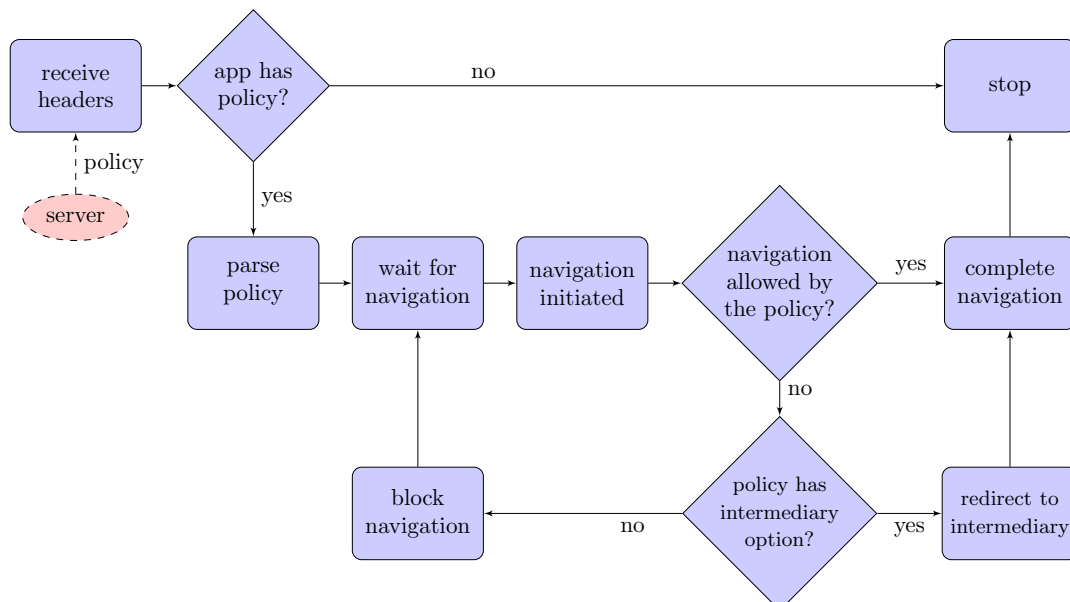 receive
headers
app has
policy?
no
stop
policy
server
yes
parse
policy
wait for
navigation
navigation
initiated
navigation
allowed by
the policy?
yes
complete
navigation
no
block
navigation
no
policy has
intermediary
option?
yes
redirect to
intermediary